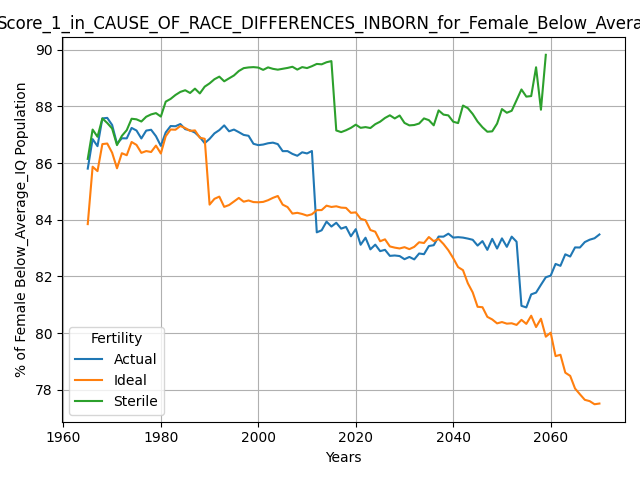 Score_1_in_CAUSE_OF_RACE_DIFFERENCES_INBORN_for_Female_Below_Avera
90
88
86
84
82
80
78
% of Female Below_Average_IQ Population
Fertility
Actual
Ideal
Sterile
1960
1980
2000
2020
2040
2060
Years